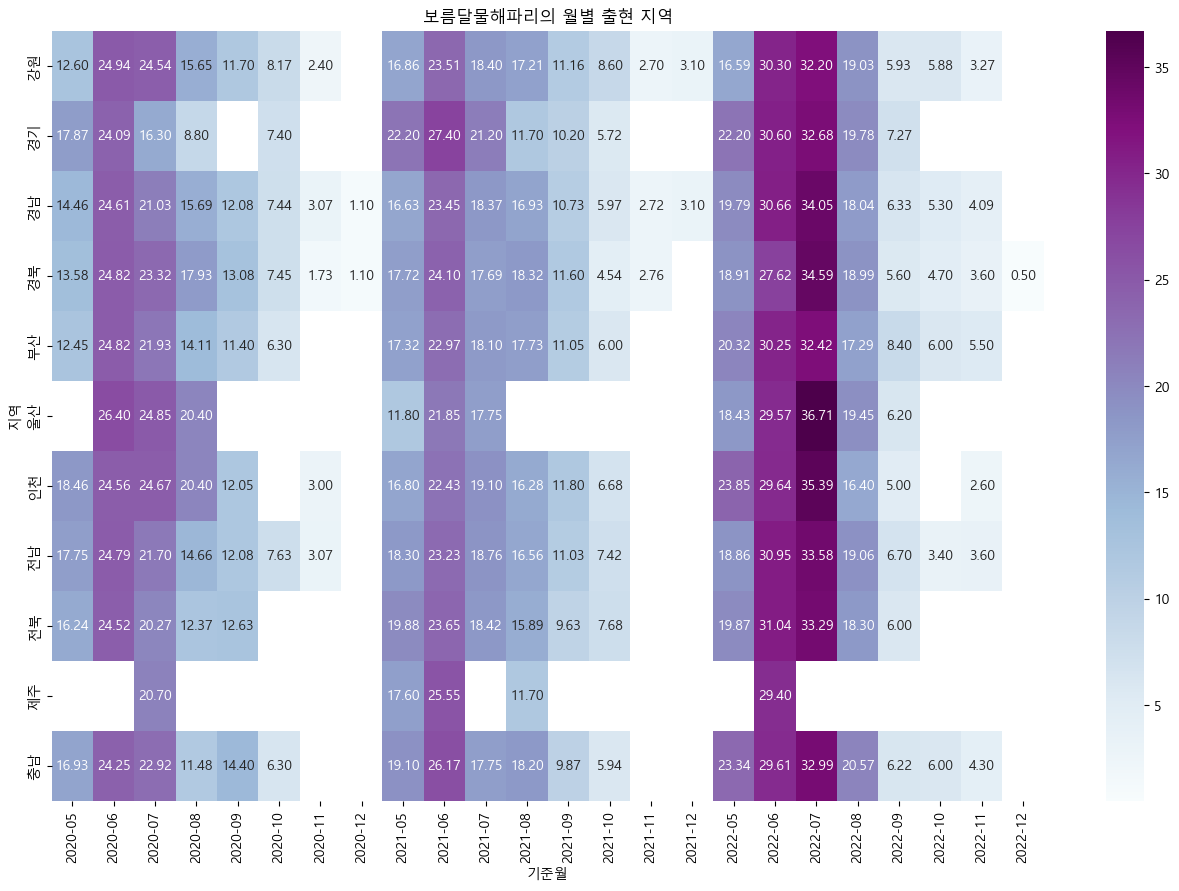 보름달물해파리의 월별 출현 지역
강원 12.60 24.94 24.54 15.65 11.70 8.17 2.40 16.86 23.51 18.40 17.21 11.16 8.60 2.70 3.10 16.59 30.30 32.20 19.03 5.93 5.88 3.27
경기 17.87 24.09 16.30 8.80 7.40 22.20 27.40 21.20 11.70 10.20 5.72 22.20 30.60 32.68 19.78 7.27
경남 14.46 24.61 21.03 15.69 12.08 7.44 3.07 1.10 16.63 23.45 18.37 16.93 10.73 5.97 2.72 3.10 19.79 30.66 34.05 18.04 6.33 5.30 4.09
경북 13.58 24.82 23.32 17.93 13.08 7.45 1.73 1.10 17.72 24.10 17.69 18.32 11.60 4.54 2.76 18.91 27.62 34.59 18.99 5.60 4.70 3.60 0.50
부산 12.45 24.82 21.93 14.11 11.40 6.30 17.32 22.97 18.10 17.73 11.05 6.00 20.32 30.25 32.42 17.29 8.40 6.00 5.50
지역
울산 26.40 24.85 20.40 11.80 21.85 17.75 18.43 29.57 36.71 19.45 6.20
인천 18.46 24.56 24.67 20.40 12.05 3.00 16.80 22.43 19.10 16.28 11.80 6.68 23.85 29.64 35.39 16.40 5.00 2.60
전남 17.75 24.79 21.70 14.66 12.08 7.63 3.07 18.30 23.23 18.76 16.56 11.03 7.42 18.86 30.95 33.58 19.06 6.70 3.40 3.60
전북 16.24 24.52 20.27 12.37 12.63 19.88 23.65 18.42 15.89 9.63 7.68 19.87 31.04 33.29 18.30 6.00
제주 20.70 17.60 25.55 11.70 29.40
충남 16.93 24.25 22.92 11.48 14.40 6.30 19.10 26.17 17.75 18.20 9.87 5.94 23.34 29.61 32.99 20.57 6.22 6.00 4.30
2020-05 2020-06 2020-07 2020-08 2020-09 2020-10 2020-11 2020-12 2021-05 2021-06 2021-07 2021-08 2021-09 2021-10 2021-11 2021-12 2022-05 2022-06 2022-07 2022-08 2022-09 2022-10 2022-11 2022-12
기준월
35
30
25
20
15
10
5